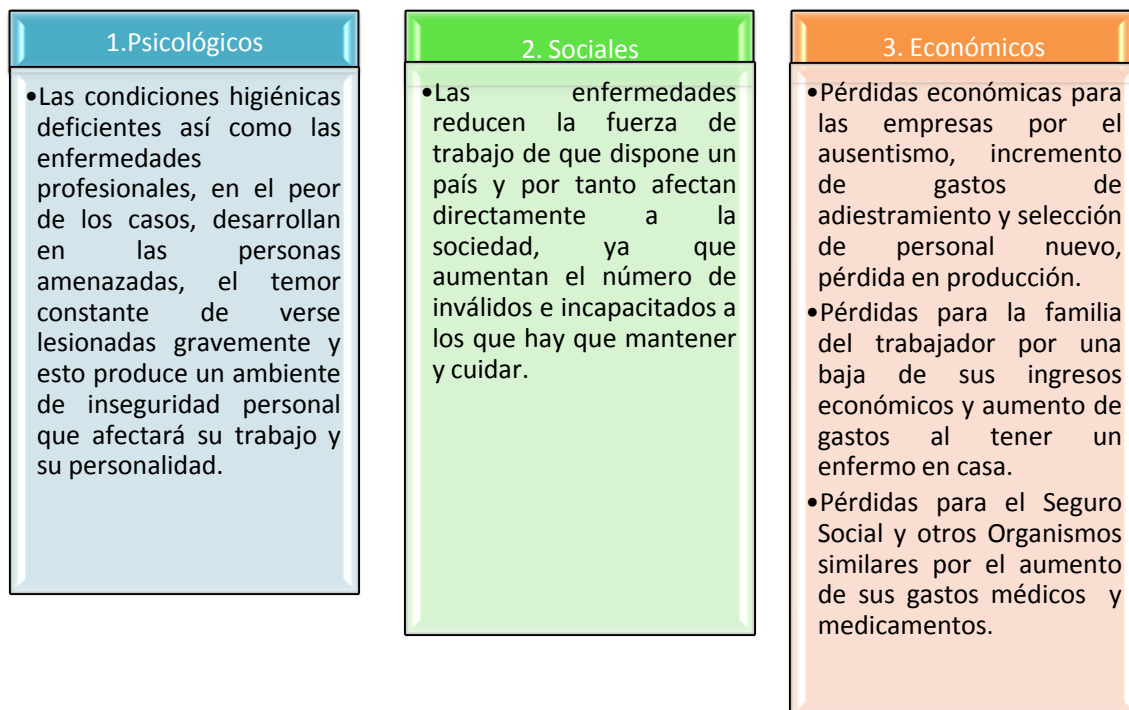 1.Psicológicos
•Las condiciones higiénicas
deficientes así como las
enfermedades
profesionales, en el peor
de los casos, desarrollan
en las personas
amenazadas, el temor
constante de verse
lesionadas gravemente y
esto produce un ambiente
de inseguridad personal
que afectará su trabajo y
su personalidad.
2. Sociales
•Las enfermedades
reducen la fuerza de
trabajo de que dispone un
país y por tanto afectan
directamente a la
sociedad, ya que
aumentan el número de
inválidos e incapacitados a
los que hay que mantener
y cuidar.
3. Económicos
•Pérdidas económicas para
las empresas por el
ausentismo, incremento
de gastos de
adiestramiento y selección
de personal nuevo,
pérdida en producción.
•Pérdidas para la familia
del trabajador por una
baja de sus ingresos
económicos y aumento de
gastos al tener un
enfermo en casa.
•Pérdidas para el Seguro
Social y otros Organismos
similares por el aumento
de sus gastos médicos y
medicamentos.